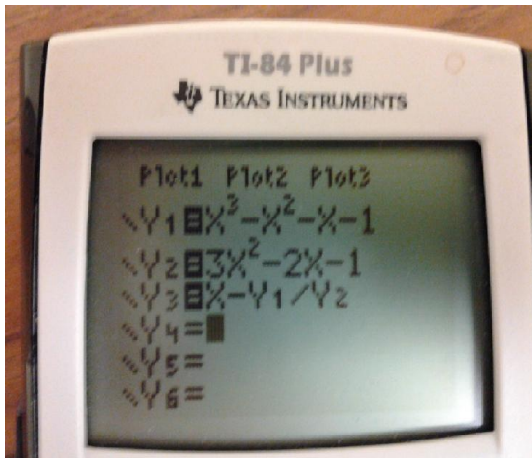 TI-84 Plus
TEXAS INSTRUMENTS
Plot1 Plot2 Plot3
\Y₁=X³-X²-X-1
\Y₂=3X²-2X-1
\Y₃=X-Y₁/Y₂
\Y₄=
\Y₅=
\Y₆=